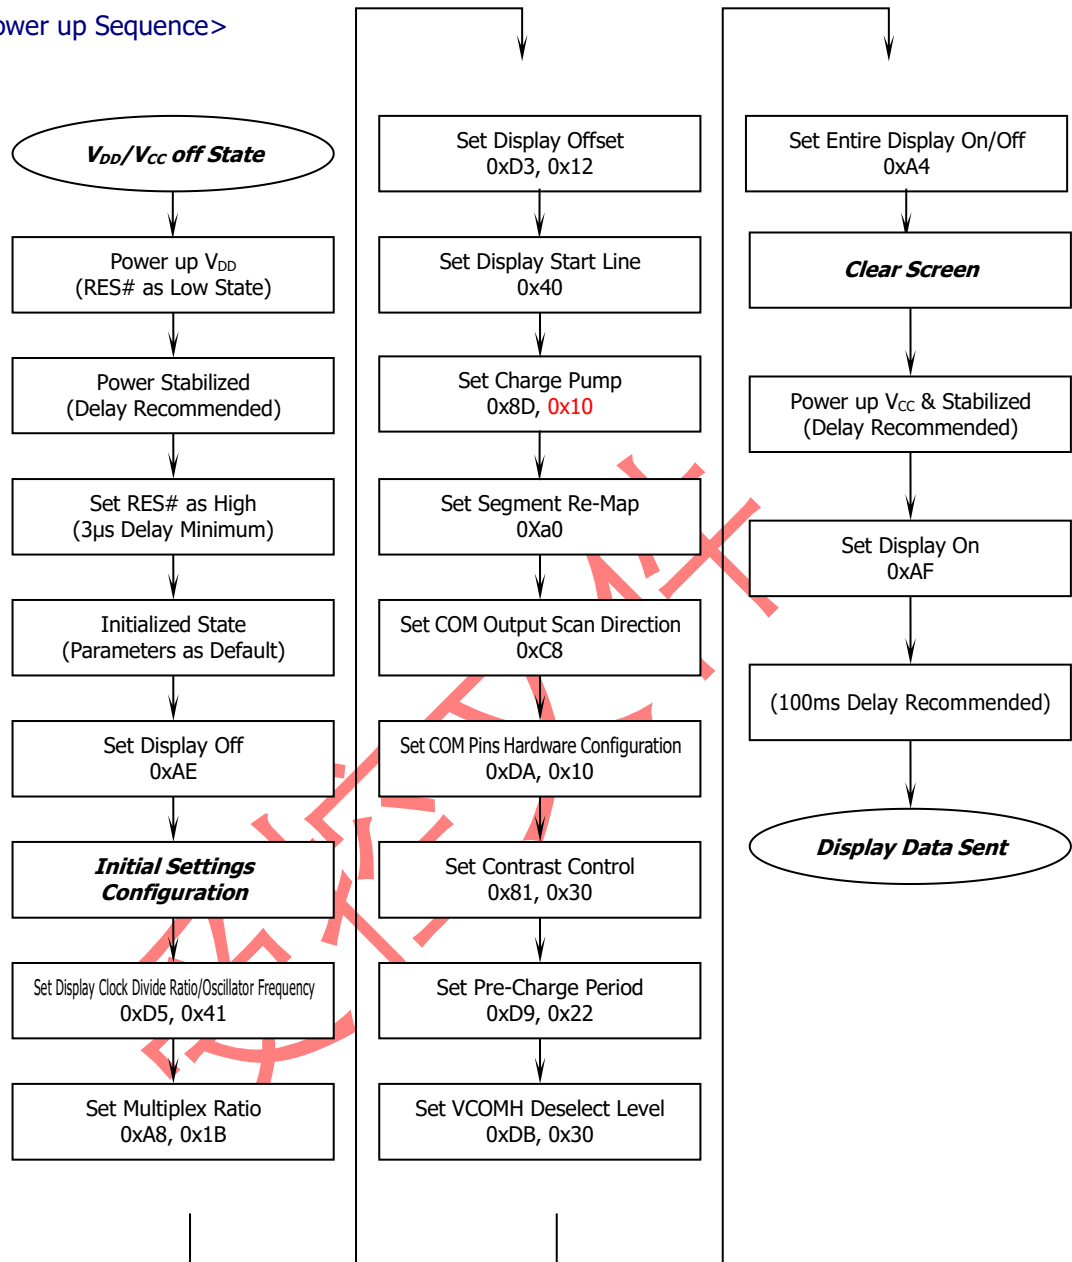 ower up Sequence>
V_DD/V_CC off State
Power up V_DD
(RES# as Low State)
Power Stabilized
(Delay Recommended)
Set RES# as High
(3μs Delay Minimum)
Initialized State
(Parameters as Default)
Set Display Off
0xAE
Initial Settings
Configuration
Set Display Clock Divide Ratio/Oscillator Frequency
0xD5, 0x41
Set Multiplex Ratio
0xA8, 0x1B
Set Display Offset
0xD3, 0x12
Set Display Start Line
0x40
Set Charge Pump
0x8D, 0x10
Set Segment Re-Map
0Xa0
Set COM Output Scan Direction
0xC8
Set COM Pins Hardware Configuration
0xDA, 0x10
Set Contrast Control
0x81, 0x30
Set Pre-Charge Period
0xD9, 0x22
Set VCOMH Deselect Level
0xDB, 0x30
Set Entire Display On/Off
0xA4
Clear Screen
Power up V_CC & Stabilized
(Delay Recommended)
Set Display On
0xAF
(100ms Delay Recommended)
Display Data Sent